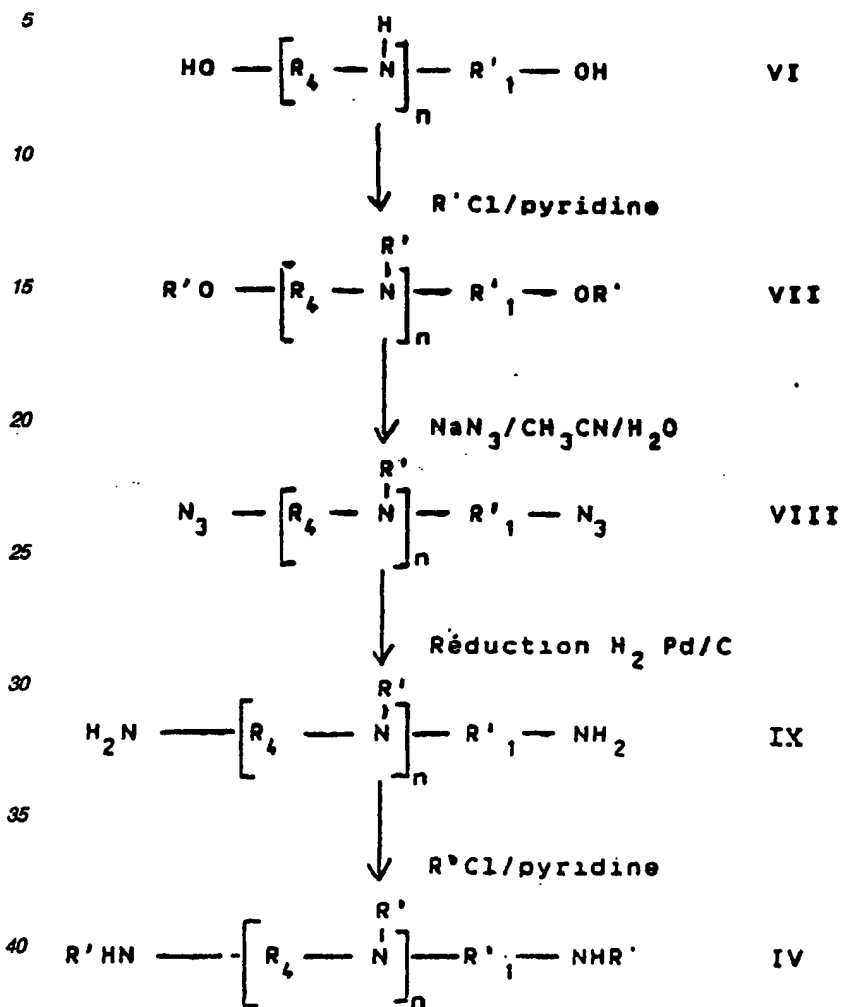 5
H
HO — [ R4 — N ]n — R'1 — OH VI
10
R'Cl/pyridine
R'
15 R'O — [ R4 — N ]n — R'1 — OR' VII
20 NaN3/CH3CN/H2O
R'
N3 — [ R4 — N ]n — R'1 — N3 VIII
25
Réduction H2 Pd/C
30 R'
H2N — [ R4 — N ]n — R'1 — NH2 IX
35
R'Cl/pyridine
R'
40 R'HN — [ R4 — N ]n — R'1 — NHR' IV